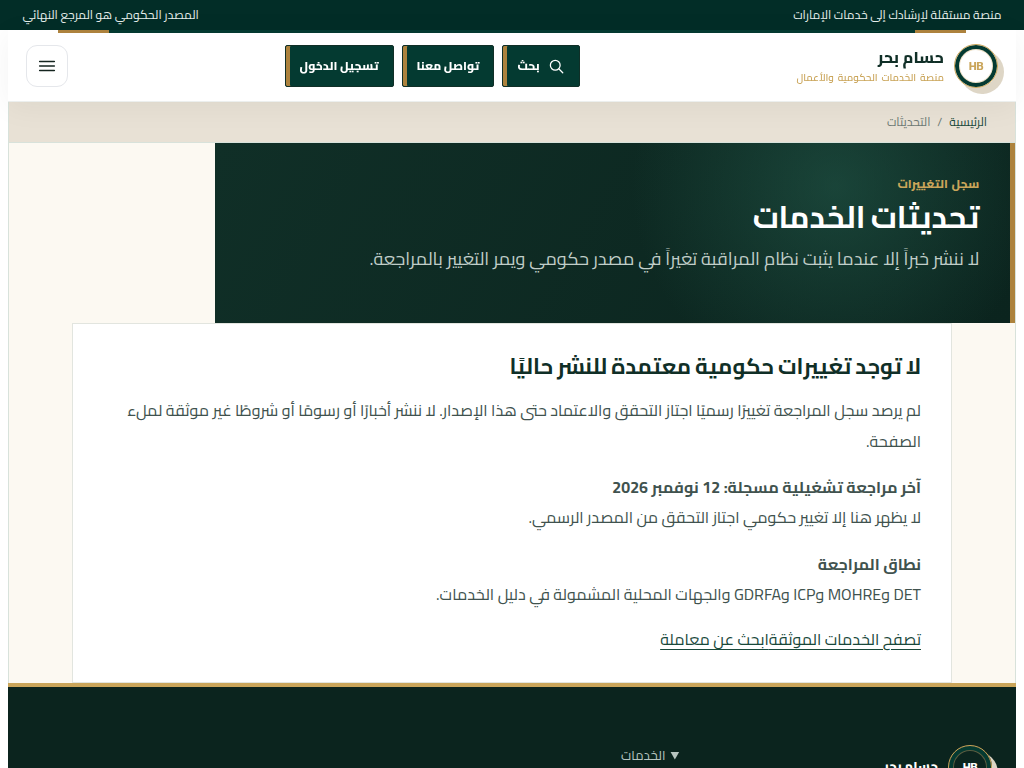 منصة مستقلة لإرشادك إلى خدمات الإمارات
المصدر الحكومي هو المرجع النهائي
HB
حسام بحر
منصة الخدمات الحكومية والأعمال
بحث
تواصل معنا
تسجيل الدخول
الرئيسية / التحديثات
سجل التغييرات
تحديثات الخدمات
لا ننشر خبراً إلا عندما يثبت نظام المراقبة تغيراً في مصدر حكومي ويمر التغيير بالمراجعة.
لا توجد تغييرات حكومية معتمدة للنشر حاليًا
لم يرصد سجل المراجعة تغييرًا رسميًا اجتاز التحقق والاعتماد حتى هذا الإصدار. لا ننشر أخبارًا أو رسومًا أو شروطًا غير موثقة لملء
الصفحة.
آخر مراجعة تشغيلية مسجلة: 12 نوفمبر 2026
لا يظهر هنا إلا تغيير حكومي اجتاز التحقق من المصدر الرسمي.
نطاق المراجعة
DET وMOHRE وICP وGDRFA والجهات المحلية المشمولة في دليل الخدمات.
تصفح الخدمات الموثقةابحث عن معاملة
HB
حسام بحر
▼ الخدمات